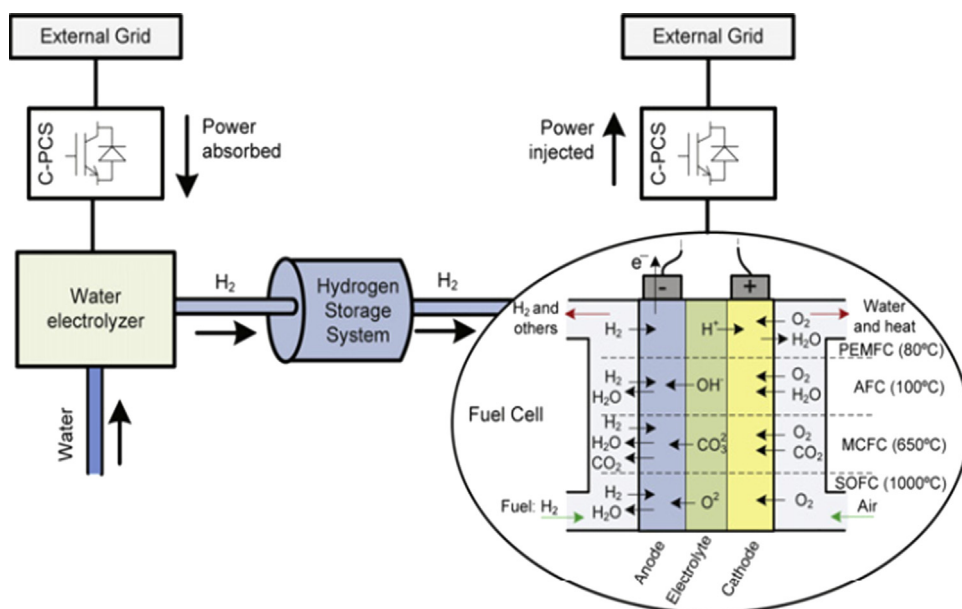 External Grid
C-PCS
Power
absorbed
Water
electrolyzer
Water
H₂
Hydrogen
Storage
System
H₂
External Grid
Power
injected
C-PCS
e⁻
-
+
H₂ and
others
H₂
H⁺
O₂
H₂O
Water
and heat
PEMFC (80ºC)
Fuel Cell
H₂
H₂O
OH⁻
O₂
H₂O
AFC (100ºC)
H₂
H₂O
CO₂
CO₃²
O₂
CO₂
MCFC (650ºC)
SOFC (1000ºC)
Fuel: H₂
H₂
H₂O
O²
O₂
Air
Anode
Electrolyte
Cathode